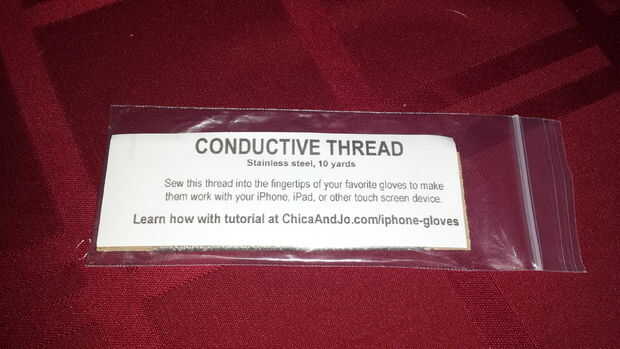 CONDUCTIVE THREAD
Stainless steel, 10 yards
Sew this thread into the fingertips of your favorite gloves to make
them work with your iPhone, iPad, or other touch screen device.
Learn how with tutorial at ChicaAndJo.com/iphone-gloves